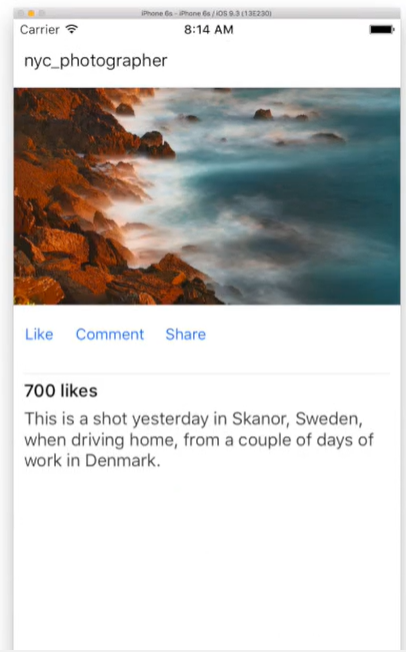 iPhone 6s - iPhone 6s / iOS 9.3 (13E230)
Carrier 8:14 AM
nyc_photographer
Like Comment Share
700 likes
This is a shot yesterday in Skanor, Sweden,
when driving home, from a couple of days of
work in Denmark.